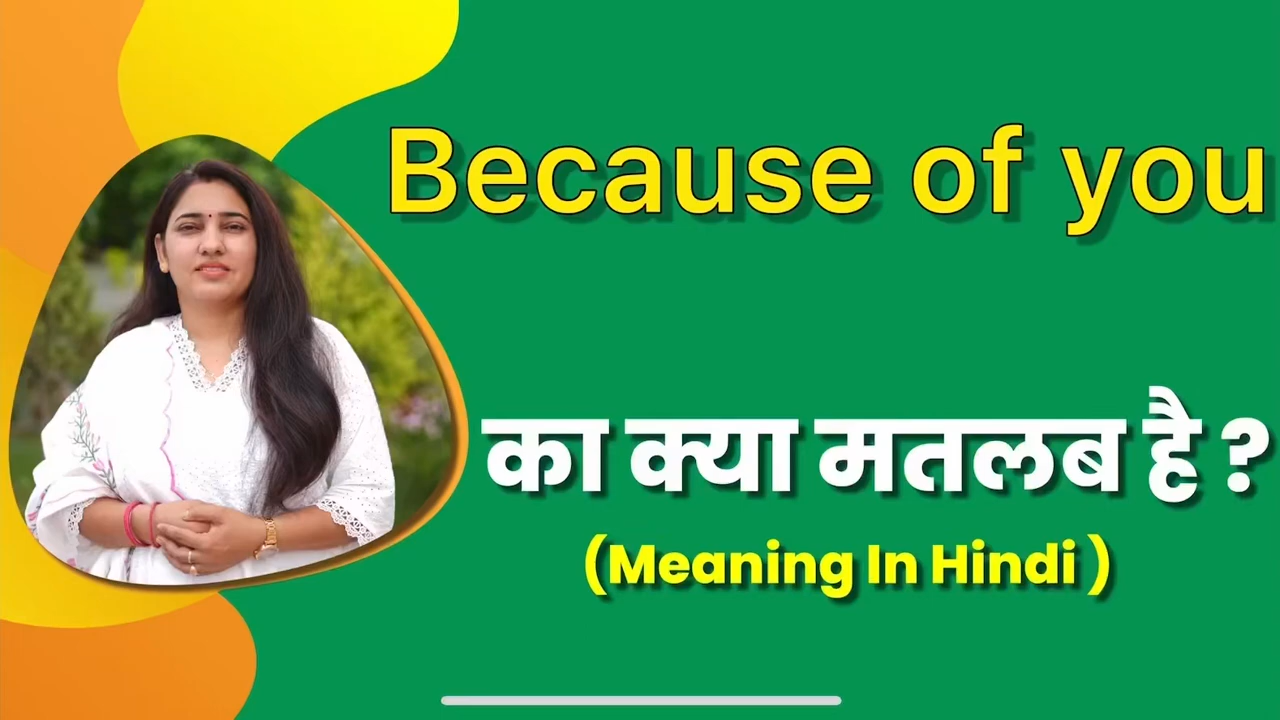 Because of you
का क्या मतलब है ?
(Meaning In Hindi )